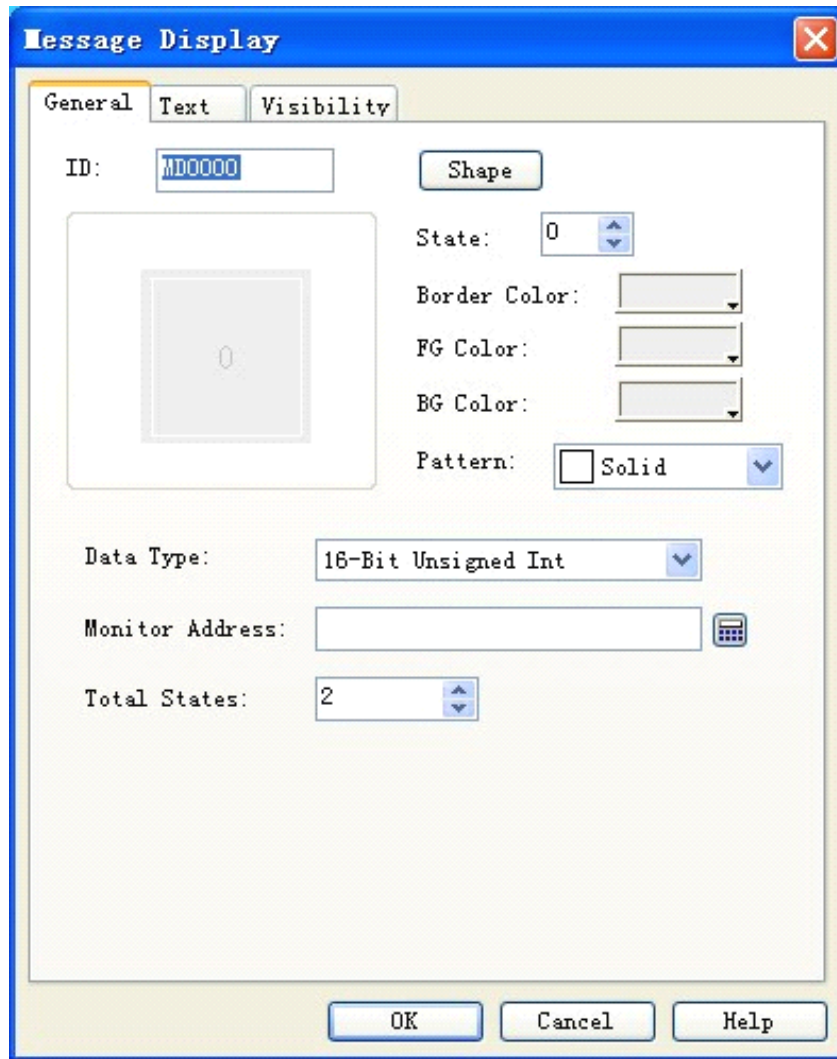 Message Display
General Text Visibility
ID: MD0000 Shape
State: 0
Border Color:
0
FG Color:
BG Color:
Pattern: Solid
Data Type: 16-Bit Unsigned Int
Monitor Address:
Total States: 2
OK Cancel Help